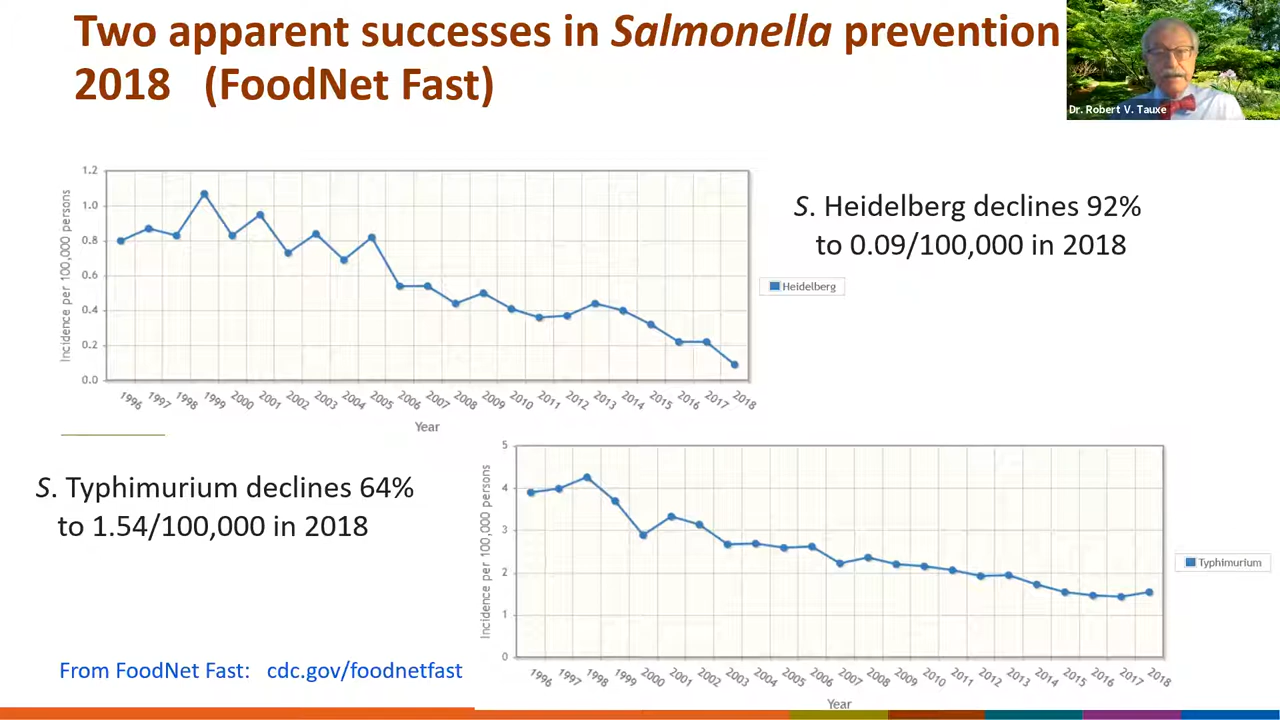 Two apparent successes in Salmonella prevention
2018 (FoodNet Fast)
Dr. Robert V. Tauxe
1.2
1.0
0.8
0.6
0.4
0.2
0.0
Incidence per 100,000 persons
1996 1997 1998 1999 2000 2001 2002 2003 2004 2005 2006 2007 2008 2009 2010 2011 2012 2013 2014 2015 2016 2017 2018
Year
Heidelberg
S. Heidelberg declines 92%
to 0.09/100,000 in 2018
S. Typhimurium declines 64%
to 1.54/100,000 in 2018
5
4
3
2
1
0
Incidence per 100,000 persons
1996 1997 1998 1999 2000 2001 2002 2003 2004 2005 2006 2007 2008 2009 2010 2011 2012 2013 2014 2015 2016 2017 2018
Year
Typhimurium
From FoodNet Fast: cdc.gov/foodnetfast